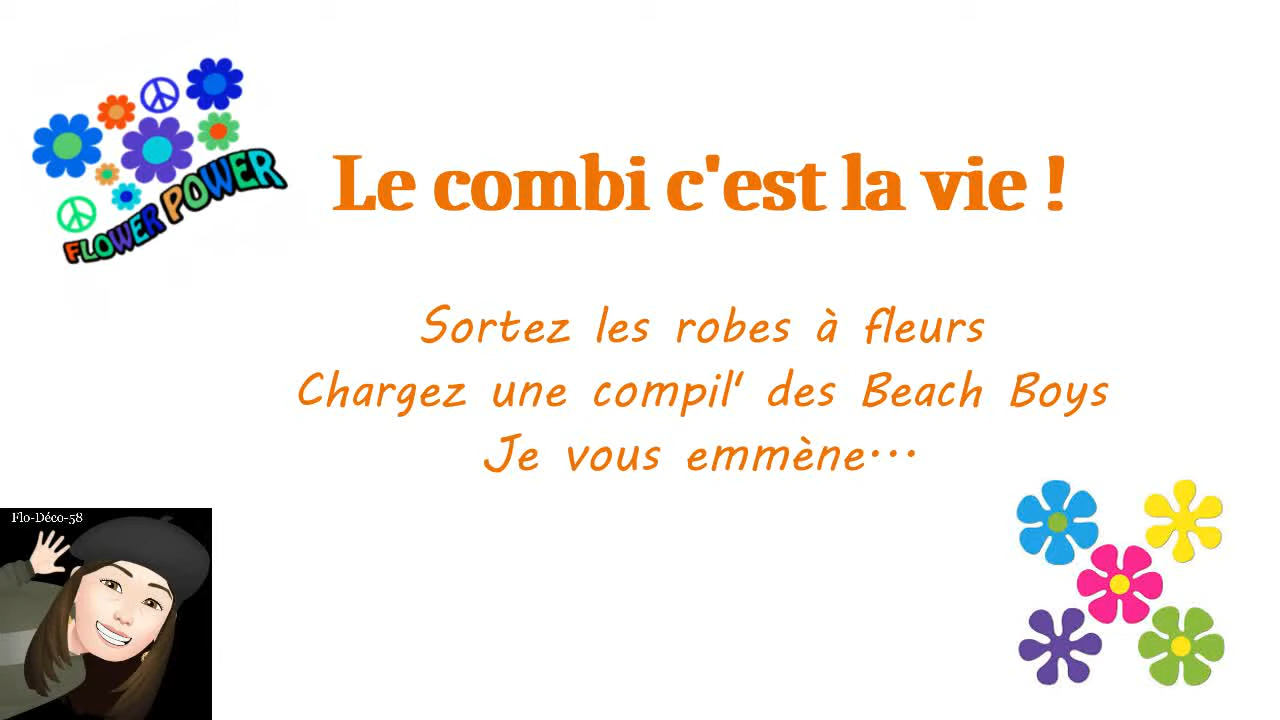 FLOWER POWER
Le combi c'est la vie !
Sortez les robes à fleurs
Chargez une compil' des Beach Boys
Je vous emmène...
Flo-Déco-58